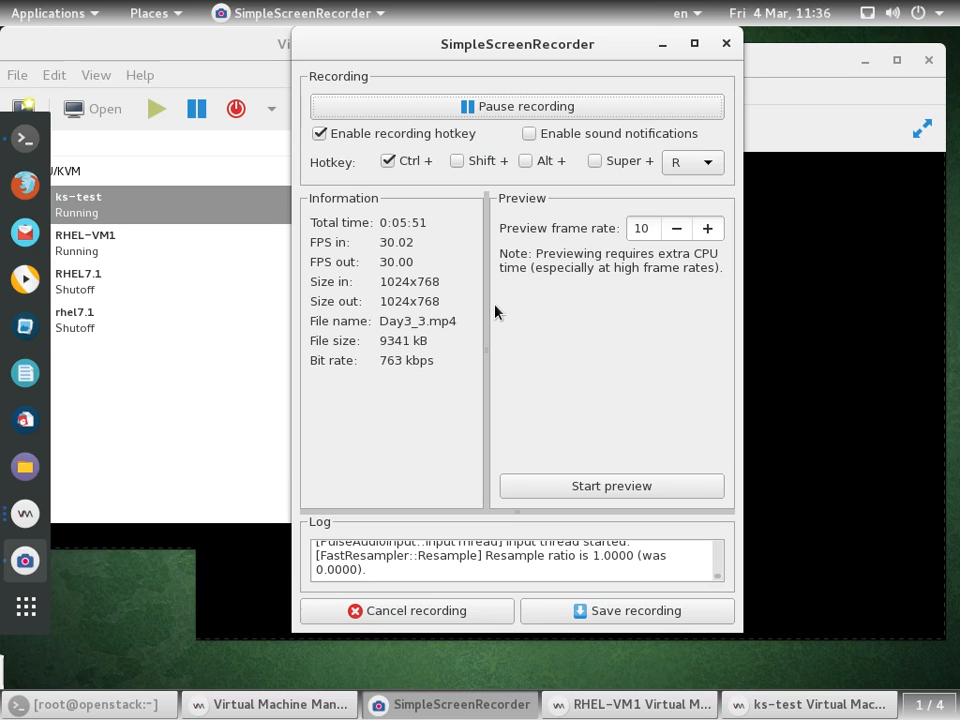 Applications Places SimpleScreenRecorder en Fri 4 Mar, 11:36
Vi
SimpleScreenRecorder
File Edit View Help
Open
/KVM
ks-test
Running
RHEL-VM1
Running
RHEL7.1
Shutoff
rhel7.1
Shutoff
Recording
Pause recording
Enable recording hotkey Enable sound notifications
Hotkey: Ctrl + Shift + Alt + Super + R
Information
Total time: 0:05:51
FPS in: 30.02
FPS out: 30.00
Size in: 1024x768
Size out: 1024x768
File name: Day3_3.mp4
File size: 9341 kB
Bit rate: 763 kbps
Preview
Preview frame rate: 10
Note: Previewing requires extra CPU
time (especially at high frame rates).
Start preview
Log
[PulseAudioInput::InputThread] Input thread started.
[FastResampler::Resample] Resample ratio is 1.0000 (was
0.0000).
Cancel recording Save recording
[root@openstack:~] Virtual Machine Man... SimpleScreenRecorder RHEL-VM1 Virtual M... ks-test Virtual Mac... 1 / 4